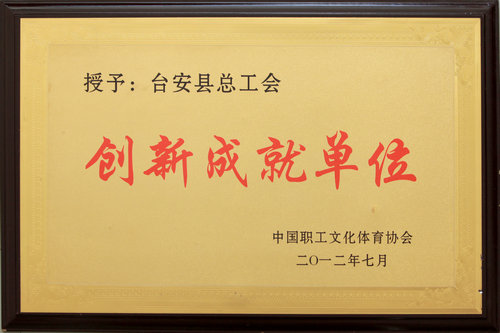 授予：台安县总工会
创新成就单位
中国职工文化体育协会
二〇一二年七月